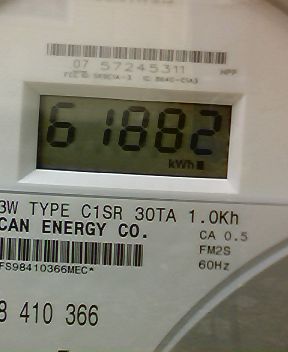 07 57245311
61882
kWh
3W TYPE C1SR 30TA 1.0Kh
CAN ENERGY CO.
CA 0.5
FM2S
FS98410366MEC*
60Hz
8 410 366